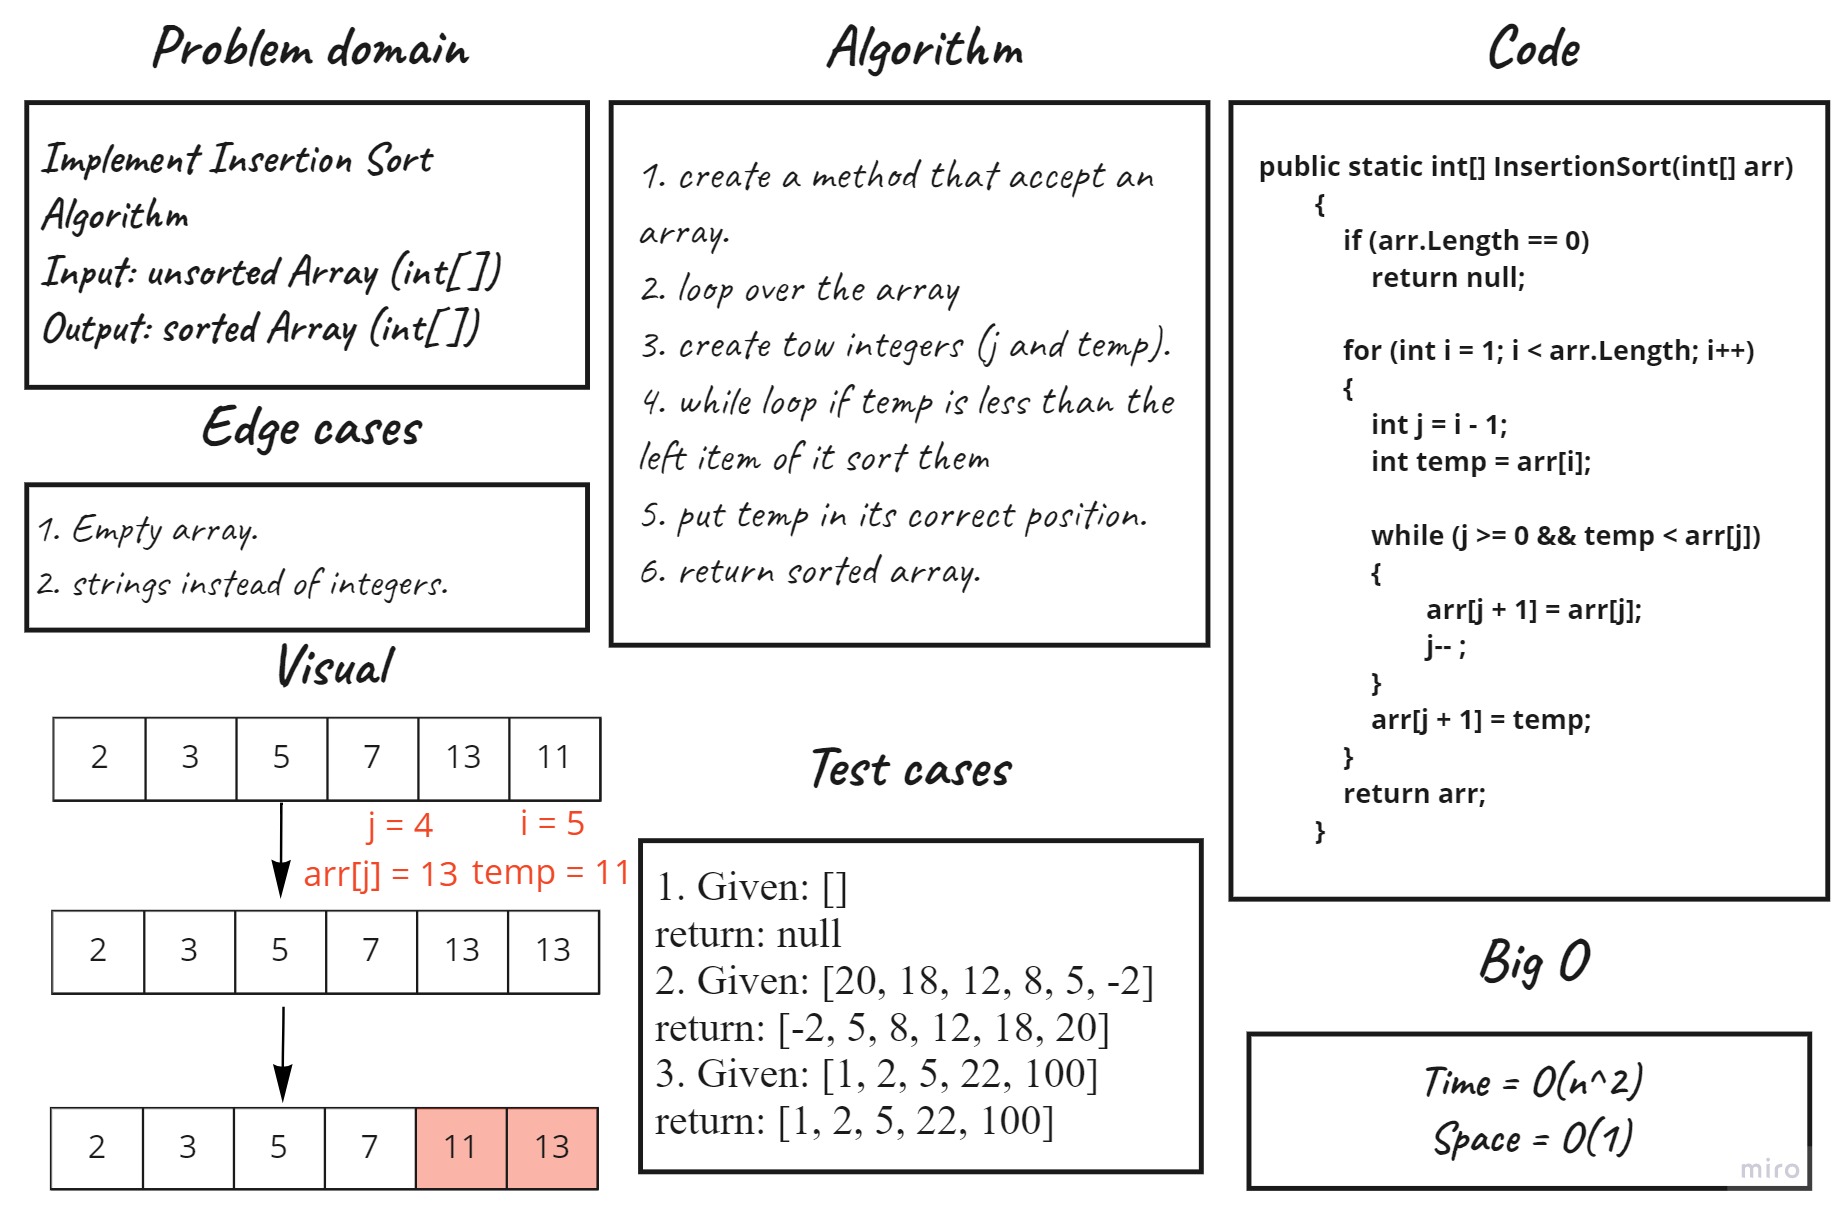 Problem domain
Implement Insertion Sort
Algorithm
Input: unsorted Array (int[])
Output: sorted Array (int[])
Edge cases
1. Empty array.
2. strings instead of integers.
Visual
2 3 5 7 13 11
j = 4 i = 5
arr[j] = 13 temp = 11
2 3 5 7 13 13
2 3 5 7 11 13
Algorithm
1. create a method that accept an
array.
2. loop over the array
3. create tow integers (j and temp).
4. while loop if temp is less than the
left item of it sort them
5. put temp in its correct position.
6. return sorted array.
Test cases
1. Given: []
return: null
2. Given: [20, 18, 12, 8, 5, -2]
return: [-2, 5, 8, 12, 18, 20]
3. Given: [1, 2, 5, 22, 100]
return: [1, 2, 5, 22, 100]
Code
public static int[] InsertionSort(int[] arr)
{
if (arr.Length == 0)
return null;
for (int i = 1; i < arr.Length; i++)
{
int j = i - 1;
int temp = arr[i];
while (j >= 0 && temp < arr[j])
{
arr[j + 1] = arr[j];
j-- ;
}
arr[j + 1] = temp;
}
return arr;
}
Big O
Time = O(n^2)
Space = O(1)
miro